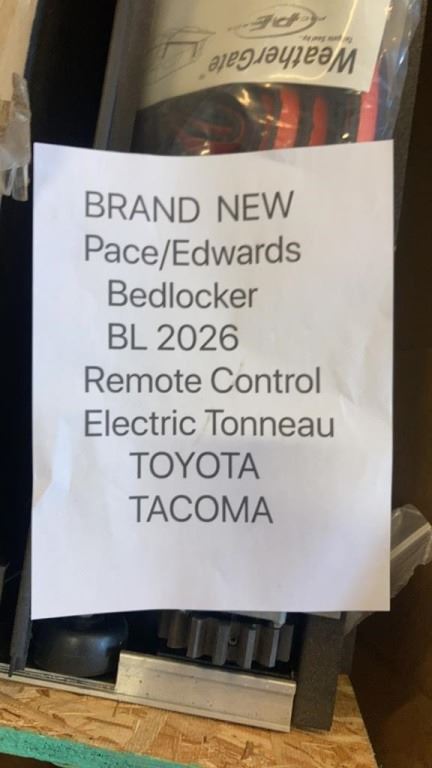 WeatherGate®
BRAND NEW
Pace/Edwards
Bedlocker
BL 2026
Remote Control
Electric Tonneau
TOYOTA
TACOMA